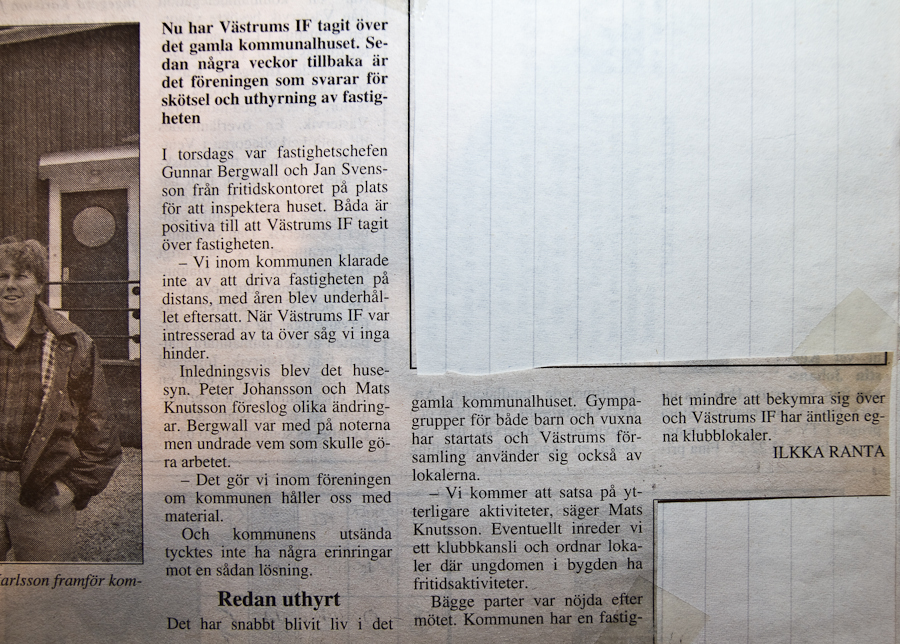 Nu har Västrums IF tagit över
det gamla kommunalhuset. Se-
dan några veckor tillbaka är
det föreningen som svarar för
skötsel och uthyrning av fastig-
heten
I torsdags var fastighetschefen
Gunnar Bergwall och Jan Svens-
son från fritidskontoret på plats
för att inspektera huset. Båda är
positiva till att Västrums IF tagit
över fastigheten.
– Vi inom kommunen klarade
inte av att driva fastigheten på
distans, med åren blev underhål-
let eftersatt. När Västrums IF var
intresserad av ta över såg vi inga
hinder.
Inledningsvis blev det huse-
syn. Peter Johansson och Mats
Knutsson föreslog olika ändring-
ar. Bergwall var med på noterna
men undrade vem som skulle gö-
ra arbetet.
– Det gör vi inom föreningen
om kommunen håller oss med
material.
Och kommunens utsända
tycktes inte ha några erinringar
mot en sådan lösning.
Redan uthyrt
Det har snabbt blivit liv i det
gamla kommunalhuset. Gympa-
grupper för både barn och vuxna
har startats och Västrums för-
samling använder sig också av
lokalerna.
– Vi kommer att satsa på yt-
terligare aktiviteter, säger Mats
Knutsson. Eventuellt inreder vi
ett klubbkansli och ordnar loka-
ler där ungdomen i bygden ha
fritidsaktiviteter.
Bägge parter var nöjda efter
mötet. Kommunen har en fastig-
het mindre att bekymra sig över
och Västrums IF har äntligen eg-
na klubblokaler.
ILKKA RANTA
arlsson framför kom-